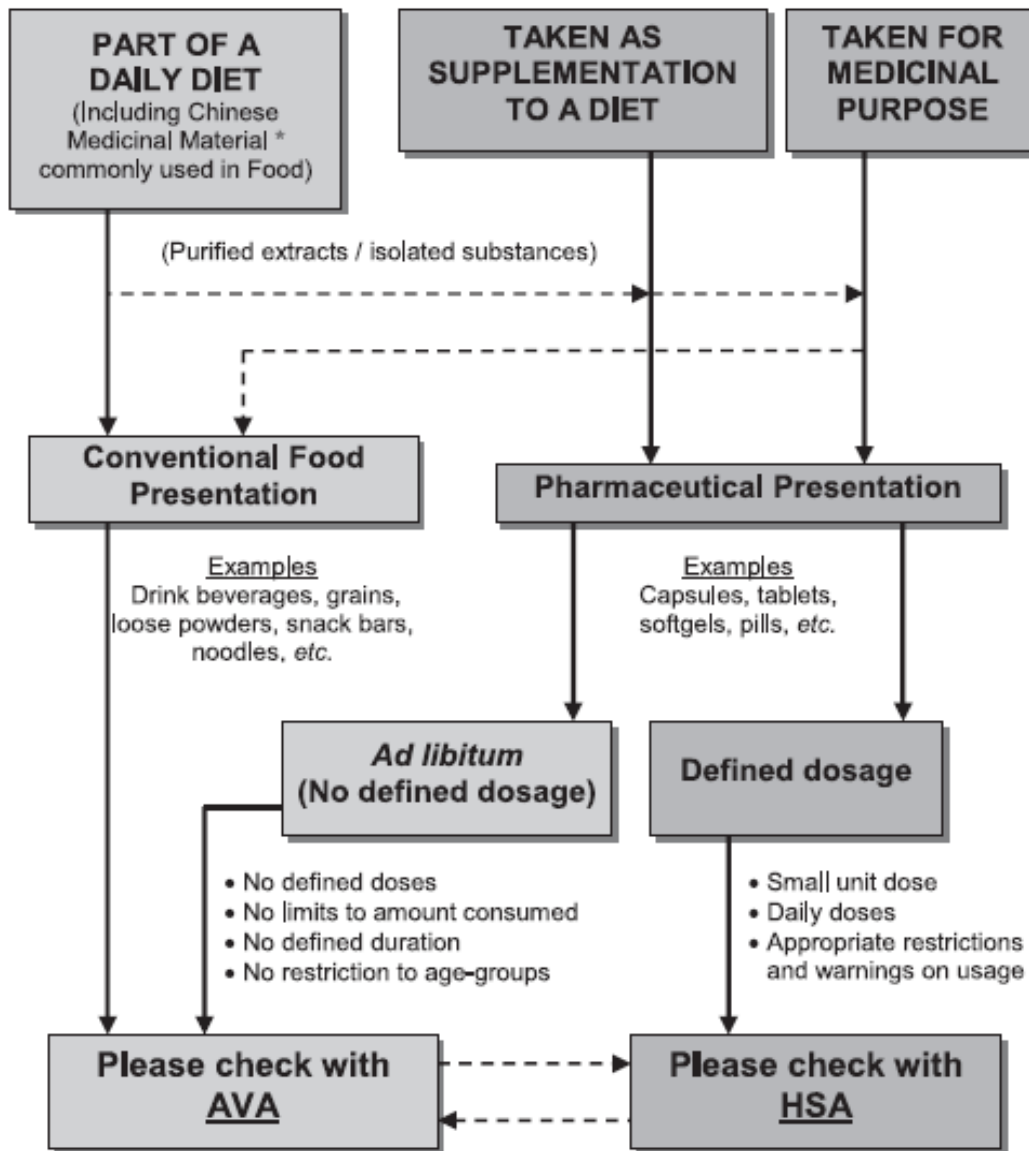 PART OF A
DAILY DIET
(Including Chinese
Medicinal Material *
commonly used in Food)
TAKEN AS
SUPPLEMENTATION
TO A DIET
TAKEN FOR
MEDICINAL
PURPOSE
(Purified extracts / isolated substances)
Conventional Food
Presentation
Pharmaceutical Presentation
Examples
Drink beverages, grains,
loose powders, snack bars,
noodles, etc.
Examples
Capsules, tablets,
softgels, pills, etc.
Ad libitum
(No defined dosage)
Defined dosage
• No defined doses
• No limits to amount consumed
• No defined duration
• No restriction to age-groups
• Small unit dose
• Daily doses
• Appropriate restrictions
and warnings on usage
Please check with
AVA
Please check with
HSA